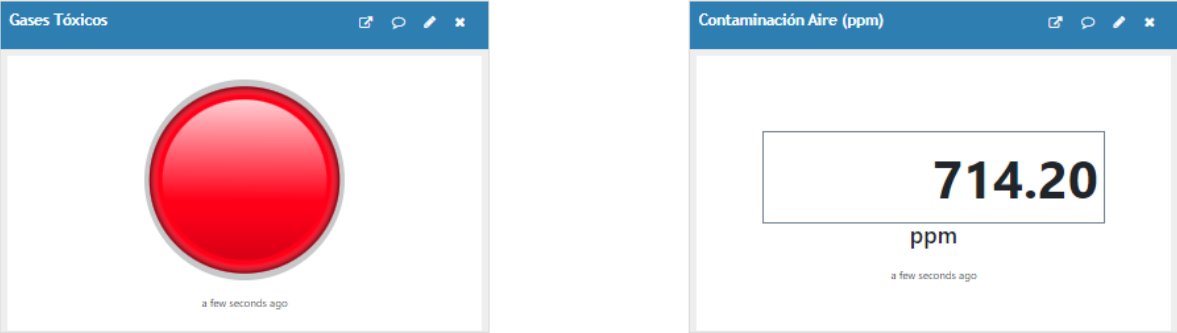 Gases Tóxicos
a few seconds ago
Contaminación Aire (ppm)
714.20
ppm
a few seconds ago